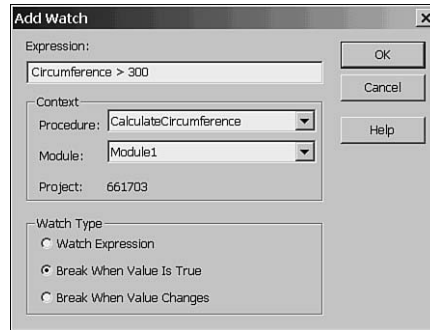 Add Watch
Expression:
OK
Circumference > 300
Cancel
Context
Procedure: CalculateCircumference
Help
Module: Module1
Project: 661703
Watch Type
Watch Expression
Break When Value Is True
Break When Value Changes